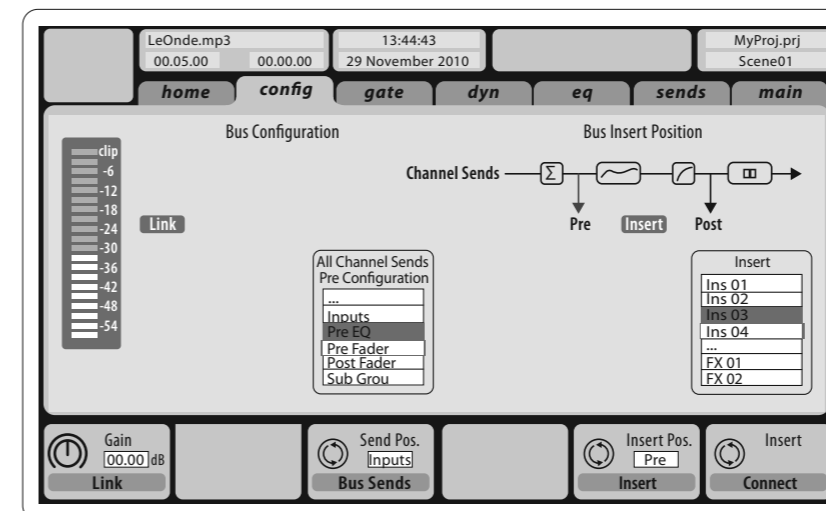 LeOnde.mp3
00.05.00 00.00.00
13:44:43
29 November 2010
MyProj.prj
Scene01
home config gate dyn eq sends main
Bus Configuration
Bus Insert Position
clip
-6
-12
-18
-24
-30
-36
-42
-48
-54
Link
Channel Sends
Σ
Pre Insert Post
All Channel Sends
Pre Configuration
...
Inputs
Pre EQ
Pre Fader
Post Fader
Sub Grou
Insert
Ins 01
Ins 02
Ins 03
Ins 04
...
FX 01
FX 02
Gain
00.00 dB
Link
Send Pos.
Inputs
Bus Sends
Insert Pos.
Pre
Insert
Insert
Connect